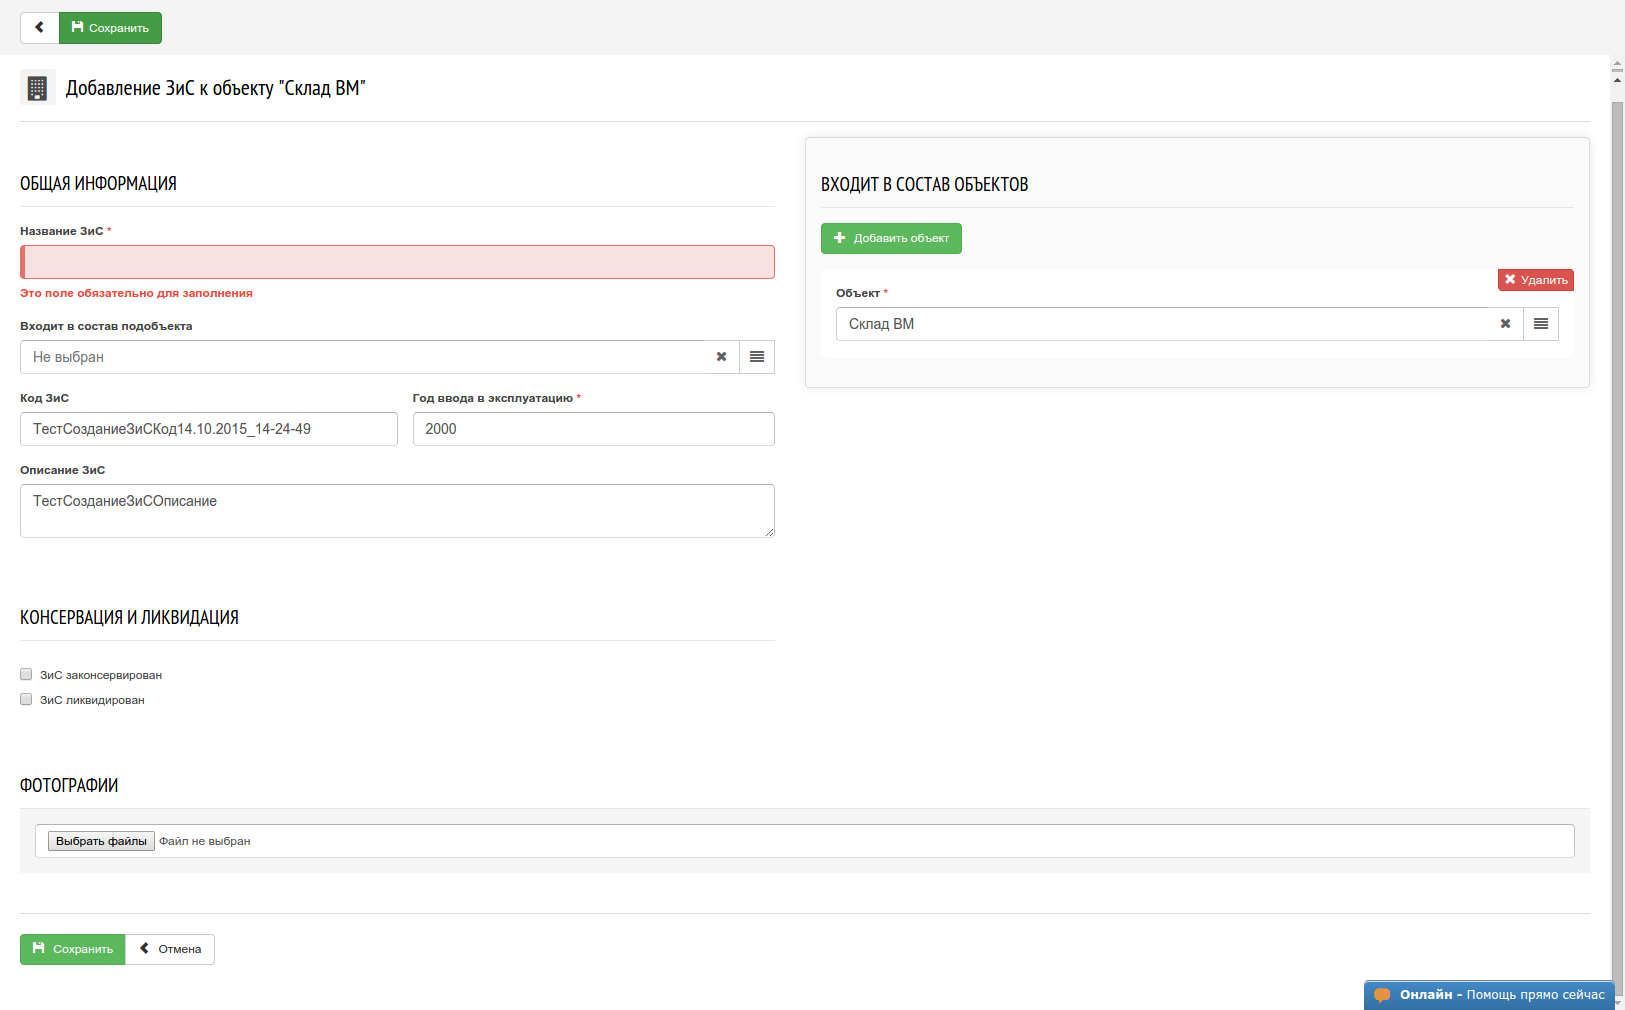 Сохранить
Добавление ЗиС к объекту "Склад ВМ"
ОБЩАЯ ИНФОРМАЦИЯ
Название ЗиС *
Это поле обязательно для заполнения
Входит в состав подобъекта
Не выбран
Код ЗиС
Год ввода в эксплуатацию *
ТестСозданиеЗиСКод14.10.2015_14-24-49
2000
Описание ЗиС
ТестСозданиеЗиСОписание
ВХОДИТ В СОСТАВ ОБЪЕКТОВ
Добавить объект
Удалить
Объект *
Склад ВМ
КОНСЕРВАЦИЯ И ЛИКВИДАЦИЯ
ЗиС законсервирован
ЗиС ликвидирован
ФОТОГРАФИИ
Выбрать файлы Файл не выбран
Сохранить
Отмена
Онлайн - Помощь прямо сейчас